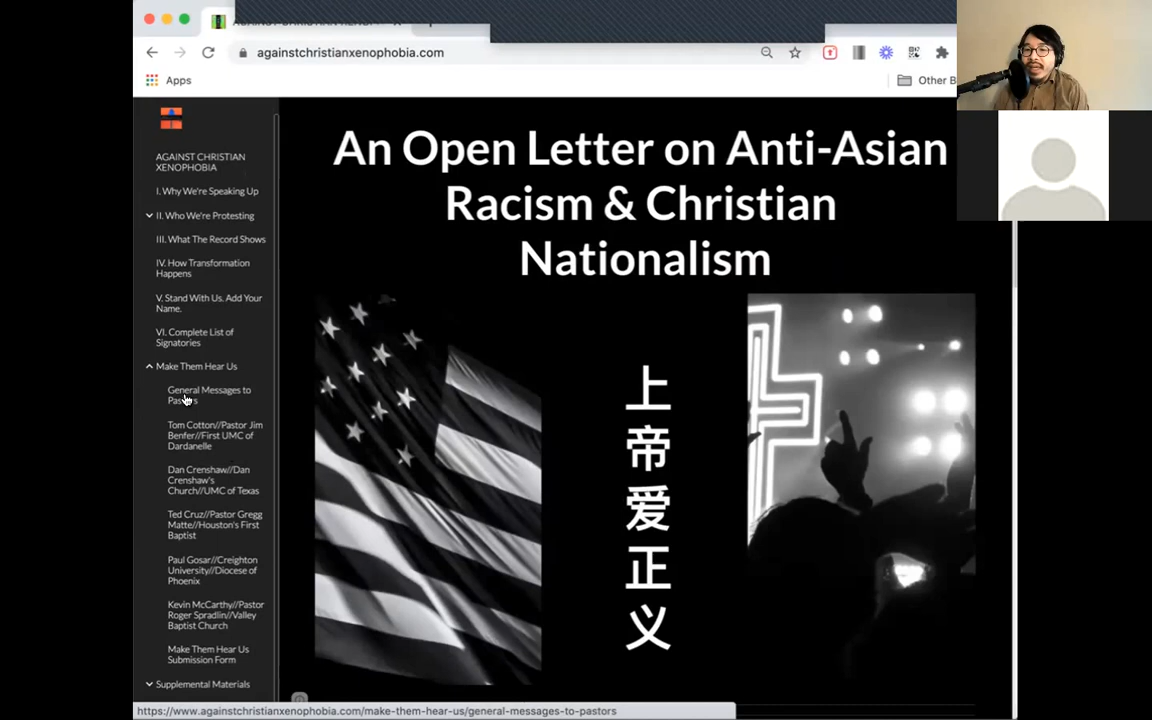 againstchristianxenophobia.com
Apps
Other B
AGAINST CHRISTIAN
XENOPHOBIA
I. Why We're Speaking Up
II. Who We're Protesting
III. What The Record Shows
IV. How Transformation
Happens
V. Stand With Us. Add Your
Name.
VI. Complete List of
Signatories
Make Them Hear Us
General Messages to
Pastors
Tom Cotton//Pastor Jim
Benfer//First UMC of
Dardanelle
Dan Crenshaw//Dan
Crenshaw's
Church//UMC of Texas
Ted Cruz//Pastor Gregg
Matte//Houston's First
Baptist
Paul Gosar//Creighton
University//Diocese of
Phoenix
Kevin McCarthy//Pastor
Roger Spradlin//Valley
Baptist Church
Make Them Hear Us
Submission Form
Supplemental Materials
An Open Letter on Anti-Asian
Racism & Christian
Nationalism
上帝爱正义
https://www.againstchristianxenophobia.com/make-them-hear-us/general-messages-to-pastors